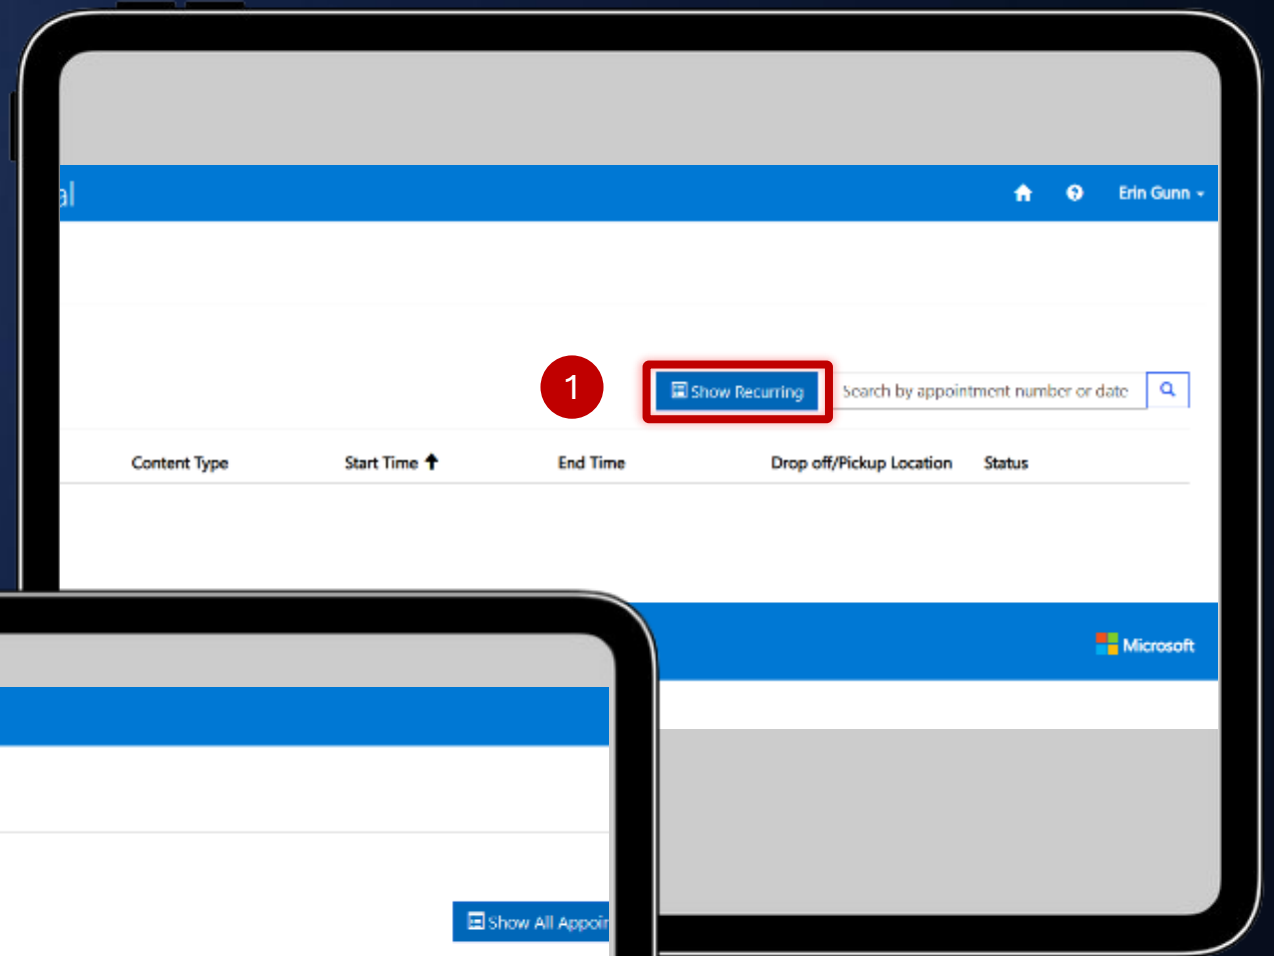 al
Erin Gunn
1
Show Recurring
Search by appointment number or date
Content Type Start Time End Time Drop off/Pickup Location Status
Microsoft
Show All Appoin